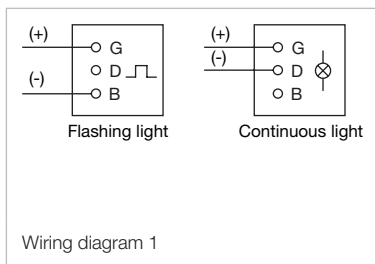 (+) G
D
(-) B
Flashing light
(+) G
(-) D
B
Continuous light
Wiring diagram 1